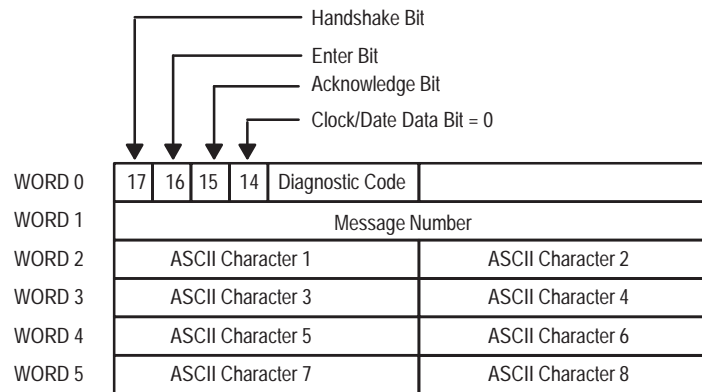 Handshake Bit
Enter Bit
Acknowledge Bit
Clock/Date Data Bit = 0
WORD 0 17 16 15 14 Diagnostic Code
WORD 1 Message Number
WORD 2 ASCII Character 1 ASCII Character 2
WORD 3 ASCII Character 3 ASCII Character 4
WORD 4 ASCII Character 5 ASCII Character 6
WORD 5 ASCII Character 7 ASCII Character 8